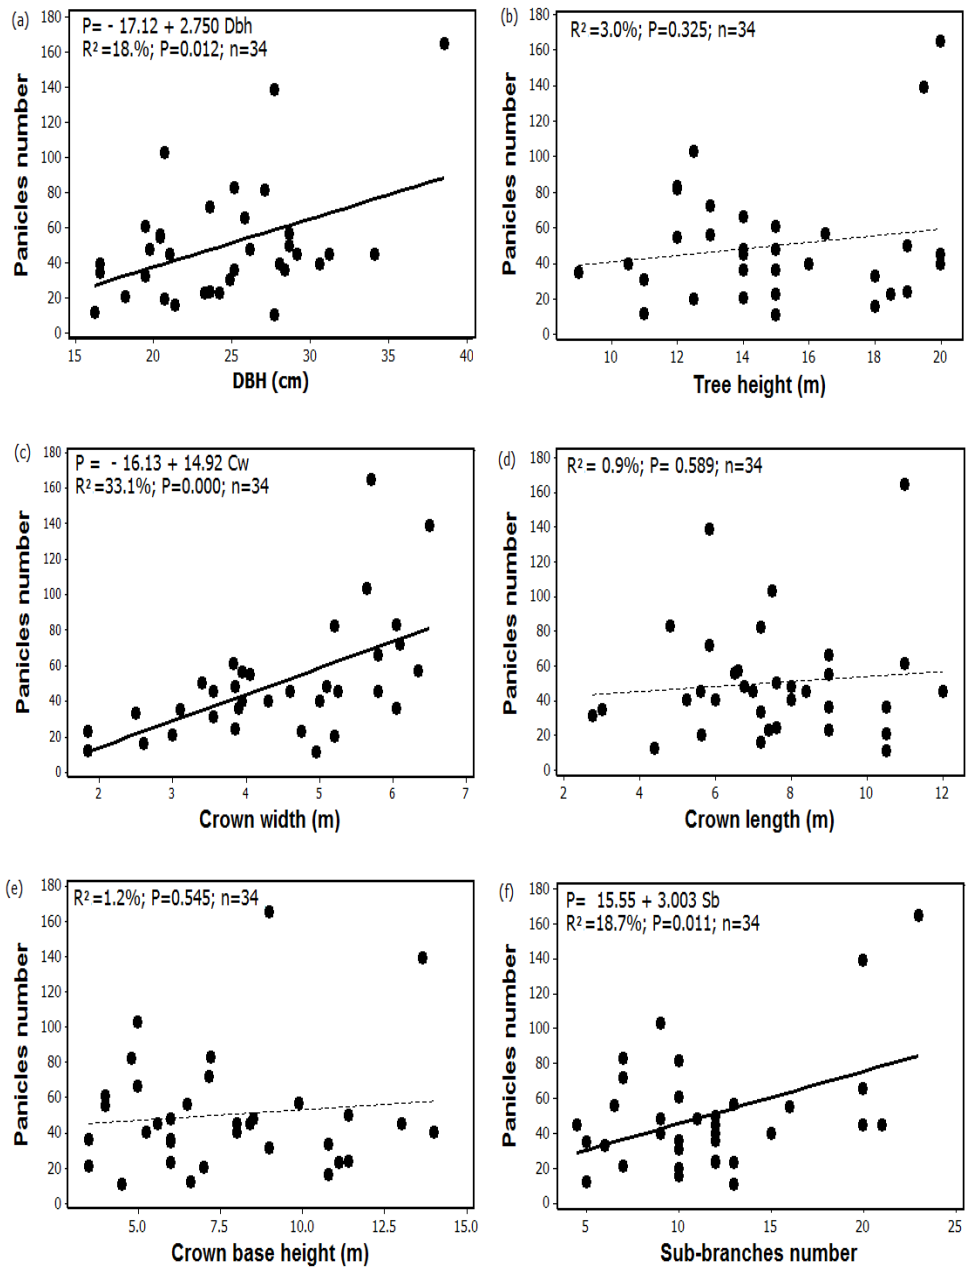 (a)
P= - 17.12 + 2.750 Dbh
R² =18.%; P=0.012; n=34
Panicles number
180
160
140
120
100
80
60
40
20
0
15 20 25 30 35 40
DBH (cm)
(b)
R² =3.0%; P=0.325; n=34
Panicles number
180
160
140
120
100
80
60
40
20
0
10 12 14 16 18 20
Tree height (m)
(c)
P = - 16.13 + 14.92 Cw
R² =33.1%; P=0.000; n=34
Panicles number
180
160
140
120
100
80
60
40
20
0
2 3 4 5 6 7
Crown width (m)
(d)
R² = 0.9%; P= 0.589; n=34
Panicles number
180
160
140
120
100
80
60
40
20
0
2 4 6 8 10 12
Crown length (m)
(e)
R² =1.2%; P=0.545; n=34
Panicles number
180
160
140
120
100
80
60
40
20
0
5.0 7.5 10.0 12.5 15.0
Crown base height (m)
(f)
P= 15.55 + 3.003 Sb
R² =18.7%; P=0.011; n=34
Panicles number
180
160
140
120
100
80
60
40
20
0
5 10 15 20 25
Sub-branches number